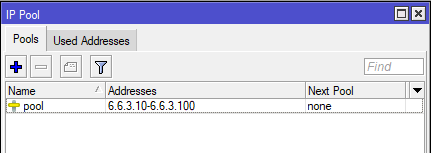 IP Pool
Pools Used Addresses
Find
Name Addresses Next Pool
pool 6.6.3.10-6.6.3.100 none